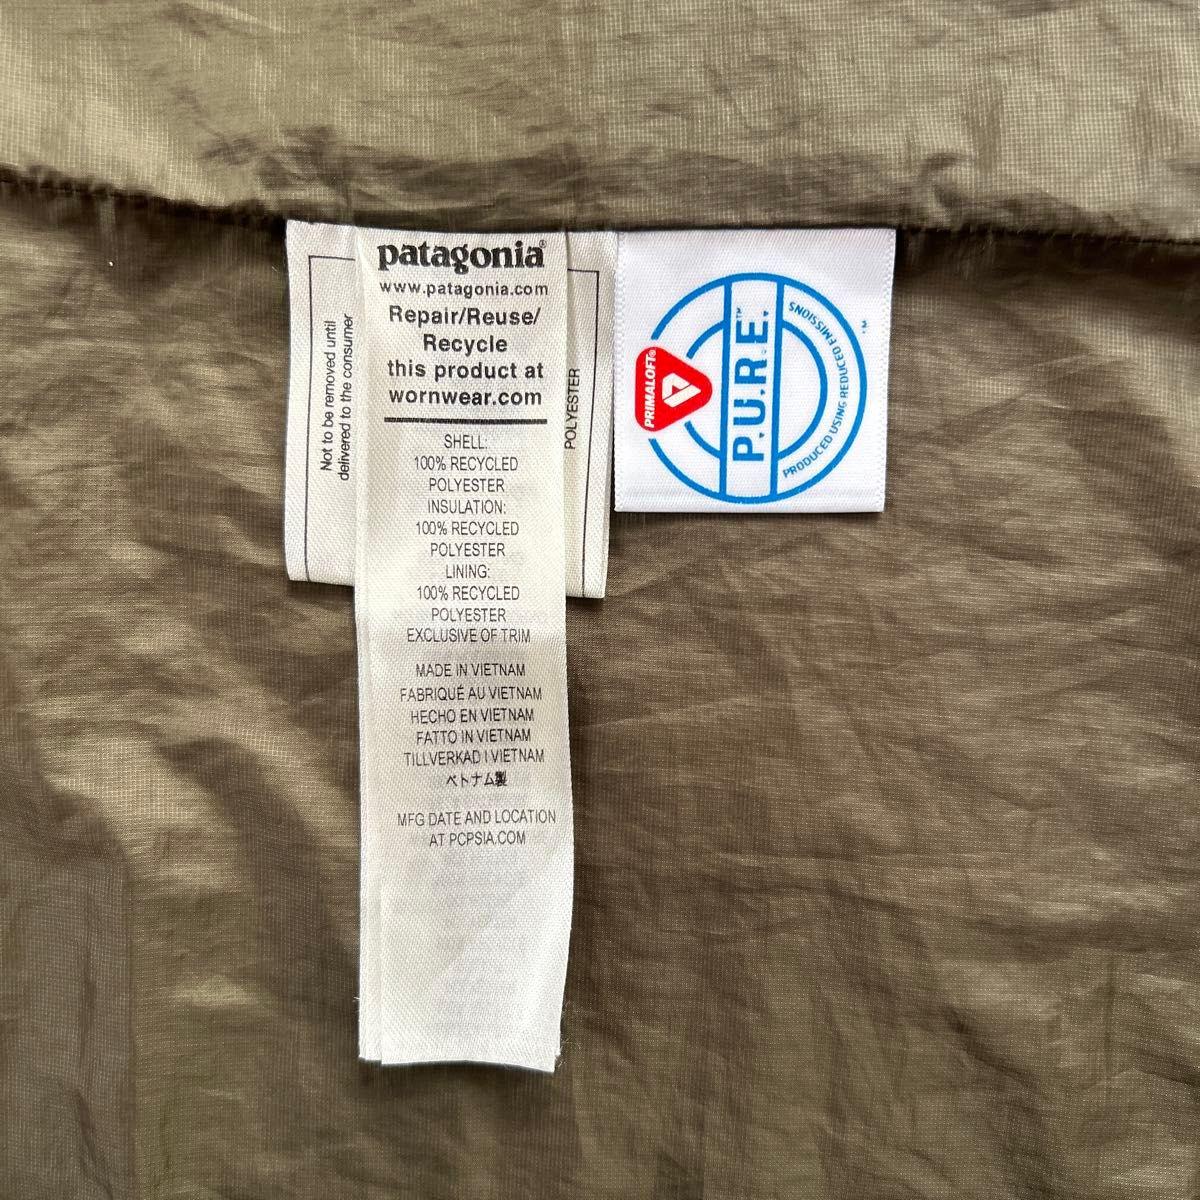 Not to be removed until
delivered to the consumer
patagonia®
www.patagonia.com
Repair/Reuse/
Recycle
this product at
wornwear.com
SHELL:
100% RECYCLED
POLYESTER
INSULATION:
100% RECYCLED
POLYESTER
LINING:
100% RECYCLED
POLYESTER
EXCLUSIVE OF TRIM
MADE IN VIETNAM
FABRIQUÉ AU VIETNAM
HECHO EN VIETNAM
FATTO IN VIETNAM
TILLVERKAD I VIETNAM
ベトナム製
MFG DATE AND LOCATION
AT PCPSIA.COM
POLYESTER
PRIMALOFT®
P.U.R.E.™
PRODUCED USING REDUCED EMISSIONS
™